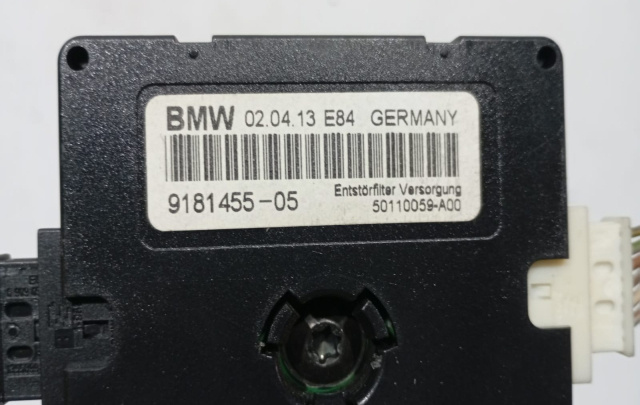 BMW 02.04.13 E84 GERMANY
9181455-05 Entstörfilter Versorgung
50110059-A00